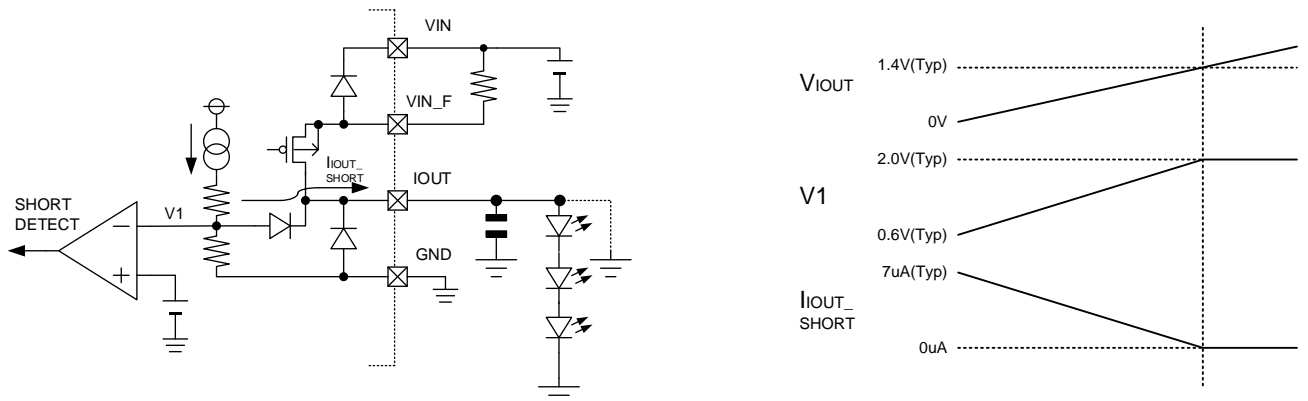 VIN
VIN_F
IIOUT_
SHORT
IOUT
SHORT
DETECT
V1
GND
−
+
VIOUT
1.4V(Typ)
0V
V1
2.0V(Typ)
0.6V(Typ)
IIOUT_
SHORT
7uA(Typ)
0uA